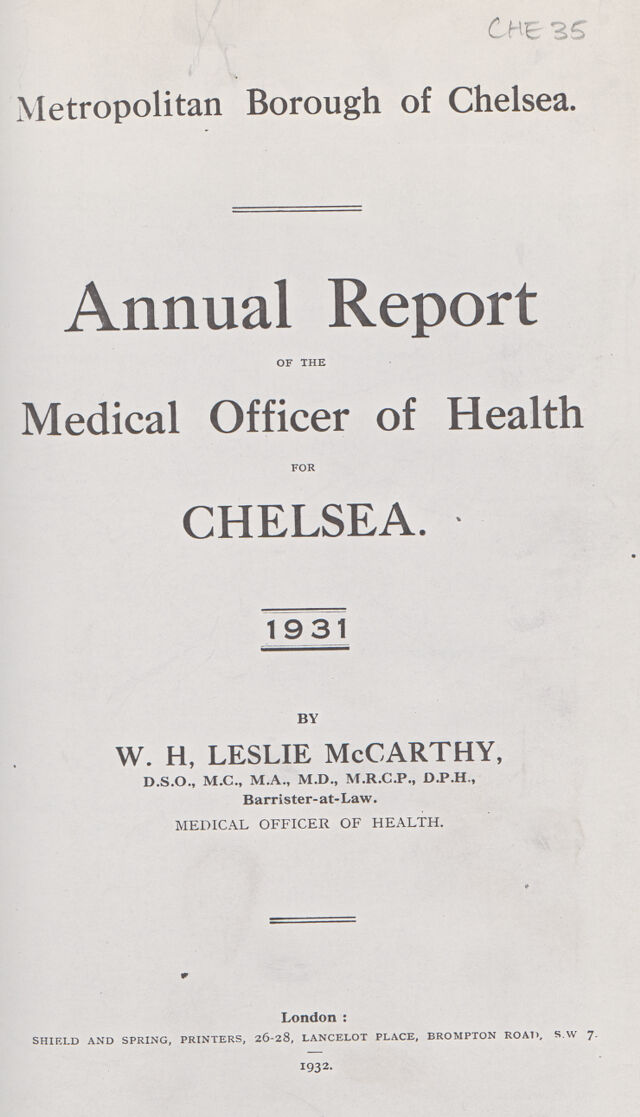 CHE 35
Metropolitan Borough of Chelsea.
Annual Report
OF THE
Medical Officer of Health
FOR
CHELSEA.
1931
BY
W. H, LESLIE McCARTHY,
D.S.O., M.C., M.A., M.D., M.R.C.P., D.P.H.,
Barrister-at-Law.
MEDICAL OFFICER OF HEALTH.
London :
SHIELD AND SPRING, PRINTERS, 26-28, LANCELOT PLACE, BROMPTON ROAD, S.W 7.
1932.